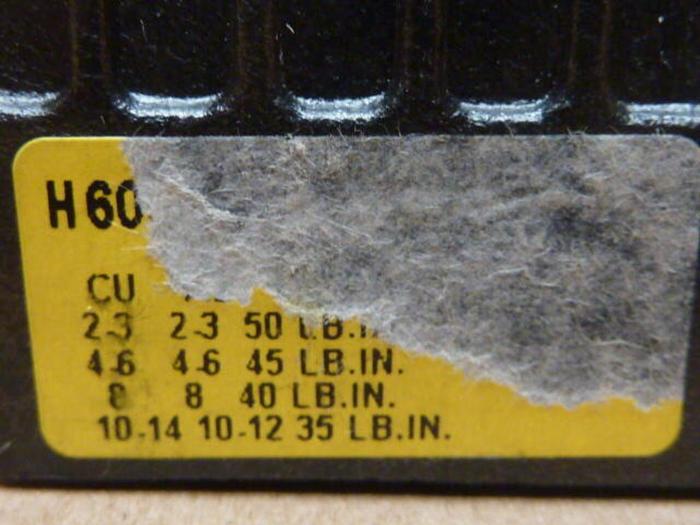 H 60
CU
2-3 2-3 50 LB.
4-6 4-6 45 LB.IN.
8 8 40 LB.IN.
10-14 10-12 35 LB.IN.